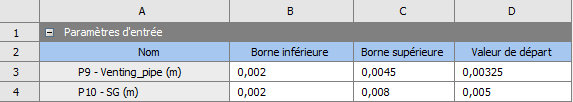 A B C D
1 Paramètres d'entrée
2 Nom Borne inférieure Borne supérieure Valeur de départ
3 P9 - Venting_pipe (m) 0,002 0,0045 0,00325
4 P10 - SG (m) 0,002 0,008 0,005